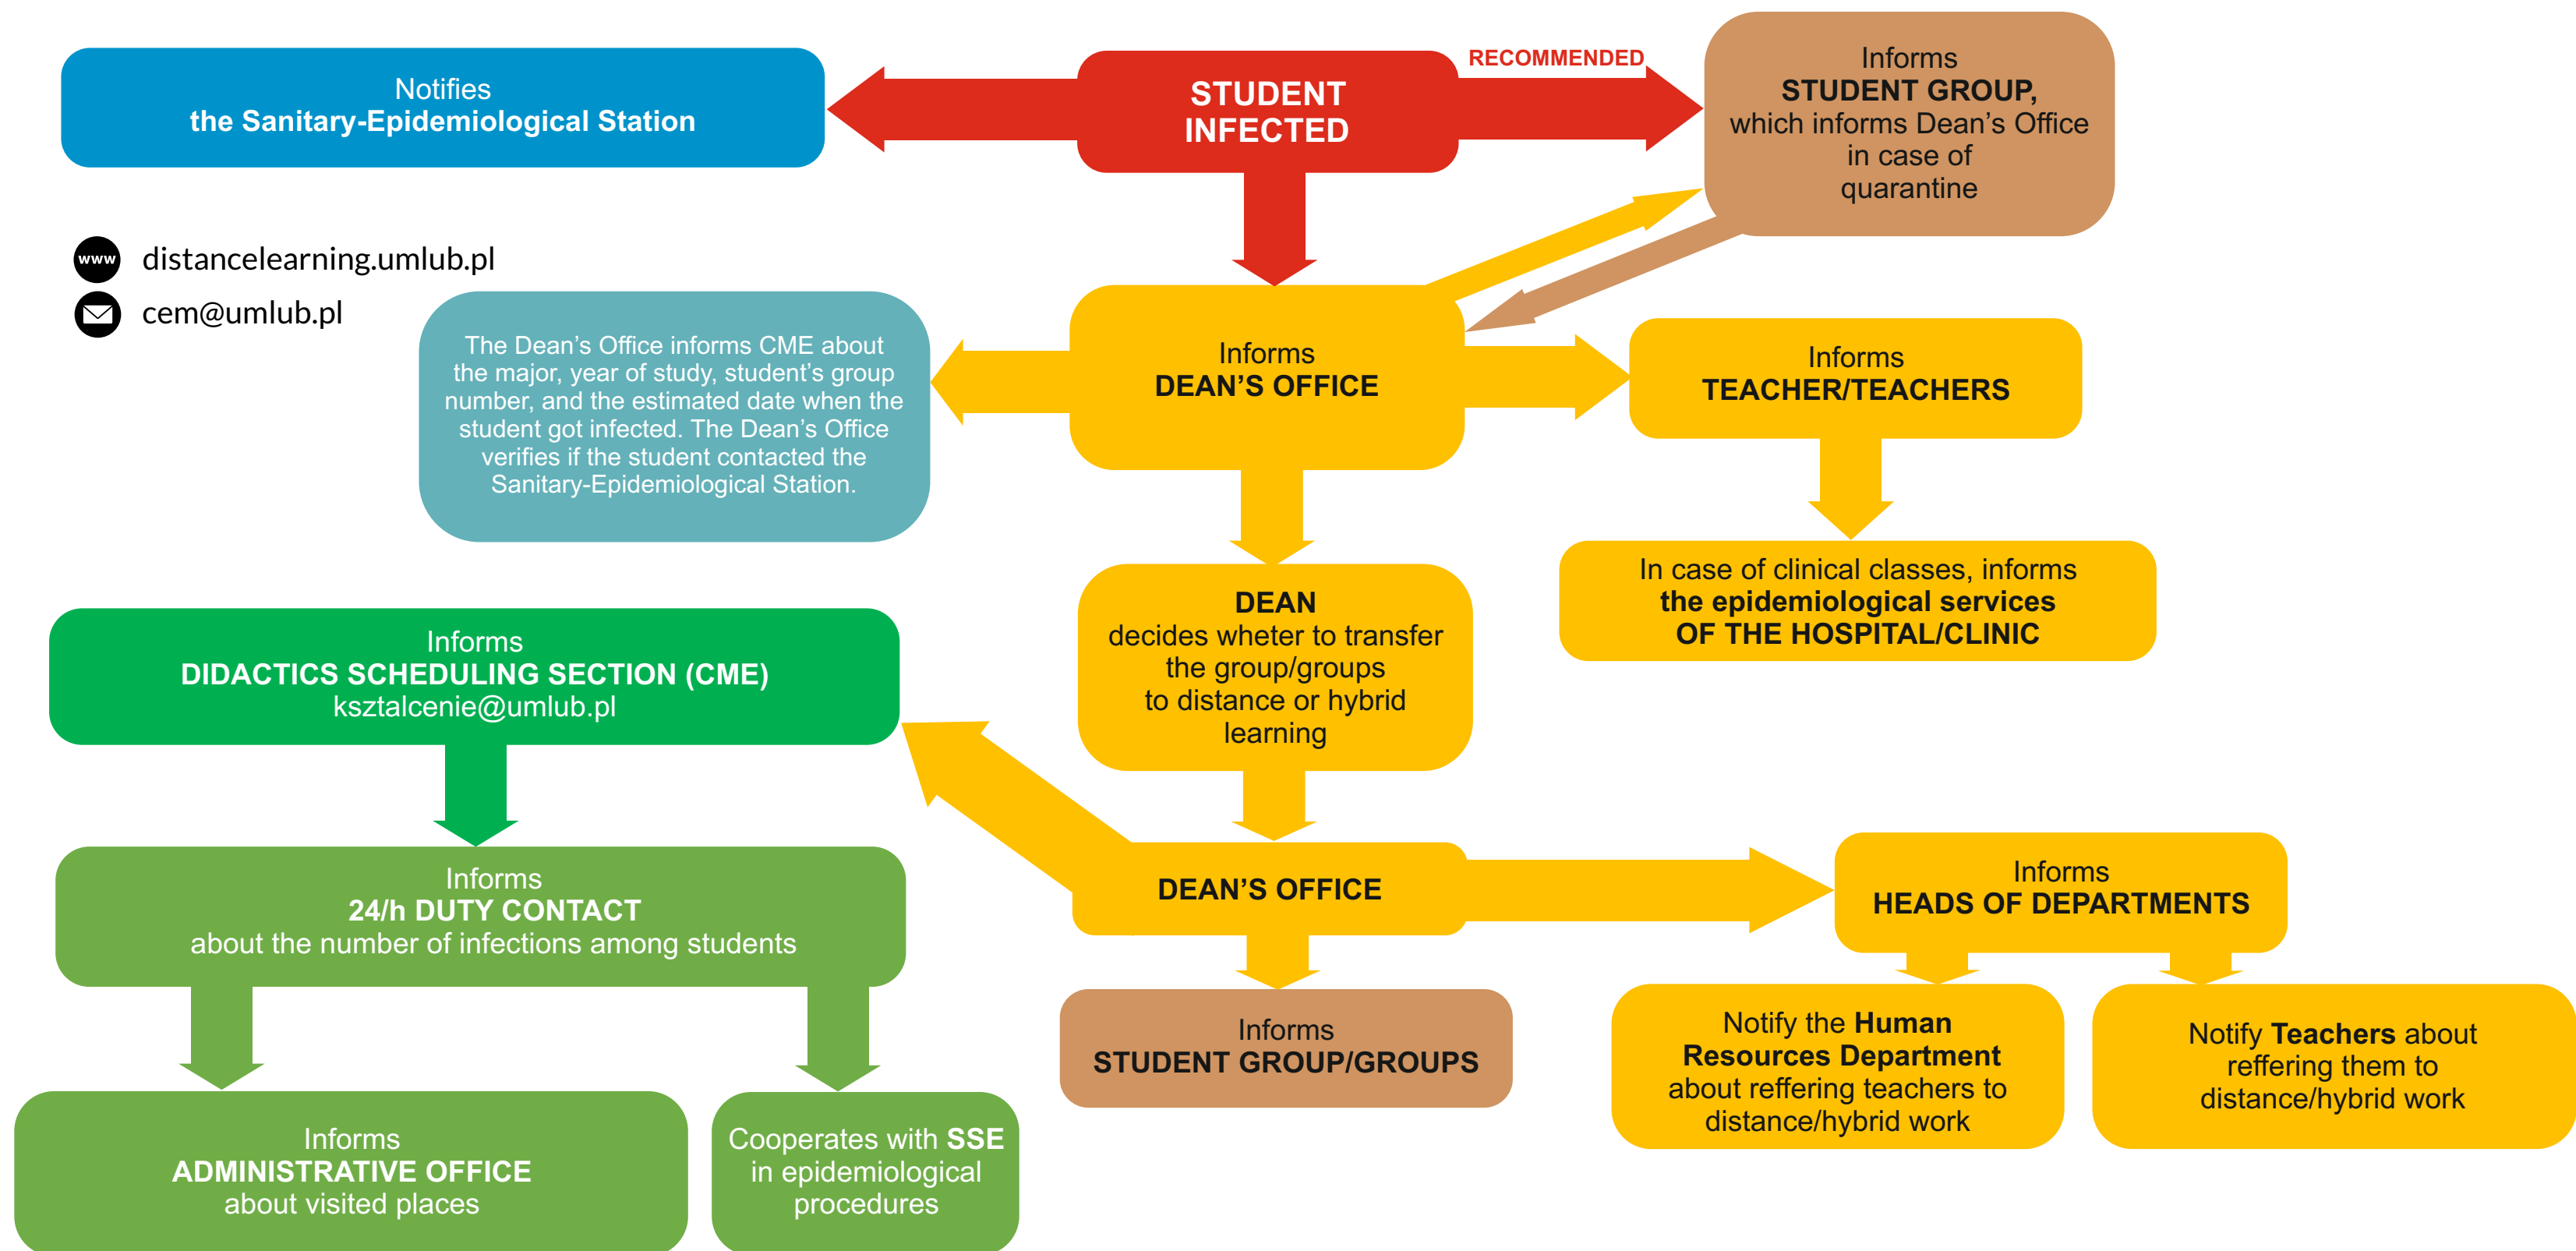 Notifies
the Sanitary-Epidemiological Station
STUDENT
INFECTED
RECOMMENDED
Informs
STUDENT GROUP,
which informs Dean's Office
in case of
quarantine
www
distancelearning.umlub.pl
cem@umlub.pl
The Dean's Office informs CME about
the major, year of study, student's group
number, and the estimated date when the
student got infected. The Dean's Office
verifies if the student contacted the
Sanitary-Epidemiological Station.
Informs
DEAN'S OFFICE
Informs
TEACHER/TEACHERS
In case of clinical classes, informs
the epidemiological services
OF THE HOSPITAL/CLINIC
DEAN
decides wheter to transfer
the group/groups
to distance or hybrid
learning
Informs
DIDACTICS SCHEDULING SECTION (CME)
ksztalcenie@umlub.pl
Informs
24/h DUTY CONTACT
about the number of infections among students
DEAN'S OFFICE
Informs
HEADS OF DEPARTMENTS
Informs
STUDENT GROUP/GROUPS
Notify the Human
Resources Department
about reffering teachers to
distance/hybrid work
Notify Teachers about
reffering them to
distance/hybrid work
Informs
ADMINISTRATIVE OFFICE
about visited places
Cooperates with SSE
in epidemiological
procedures